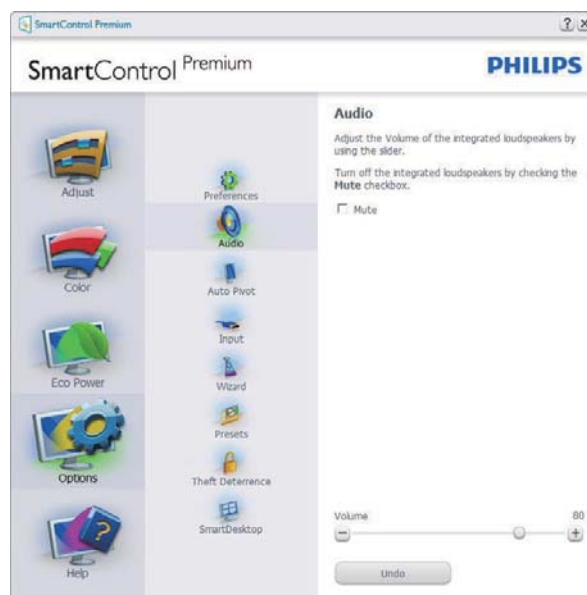 SmartControl Premium
SmartControl Premium
PHILIPS
Adjust
Color
Eco Power
Options
Help
Preferences
Audio
Auto Pivot
Input
Wizard
Presets
Theft Deterrence
SmartDesktop
Audio
Adjust the Volume of the integrated loudspeakers by
using the slider.
Turn off the integrated loudspeakers by checking the
Mute checkbox.
Mute
Volume 80
Undo